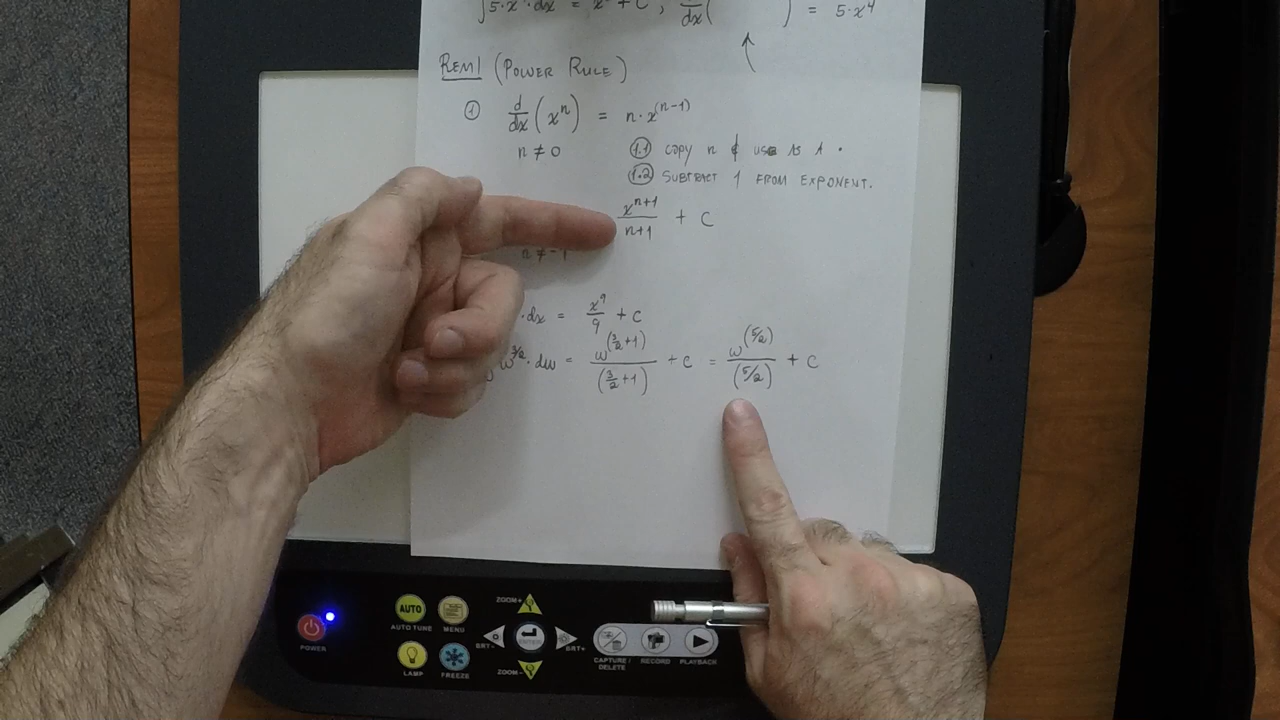 ∫5·x⁴·dx = x⁵ + C , d/dx( ) = 5·x⁴
REM| (POWER RULE)
① d/dx (xⁿ) = n·x^(n-1)
n ≠ 0
1.1 COPY n & USE AS A ·
1.2 SUBTRACT 1 FROM EXPONENT.
x^(n+1)/(n+1) + C
n ≠ -1
·dx = x⁹/9 + C
w^(3/2)·dw = w^(3/2+1)/(3/2+1) + C = w^(5/2)/(5/2) + C
POWER
AUTO
AUTO TUNE
MENU
LAMP
FREEZE
ZOOM+
BRT-
BRT+
ZOOM-
CAPTURE / DELETE
RECORD
PLAYBACK